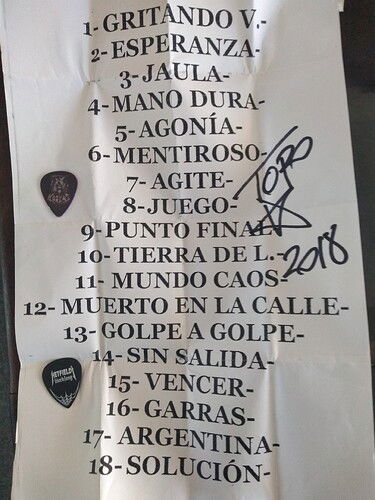 1- GRITANDO V.-
2- ESPERANZA-
3- JAULA-
4- MANO DURA-
5- AGONÍA-
6- MENTIROSO-
7- AGITE-
8- JUEGO-
9- PUNTO FINAL
10- TIERRA DE L.-
11- MUNDO CAOS-
12- MUERTO EN LA CALLE-
13- GOLPE A GOLPE-
14- SIN SALIDA-
15- VENCER-
16- GARRAS-
17- ARGENTINA-
18- SOLUCIÓN-
TORO
2018
HETFIELD